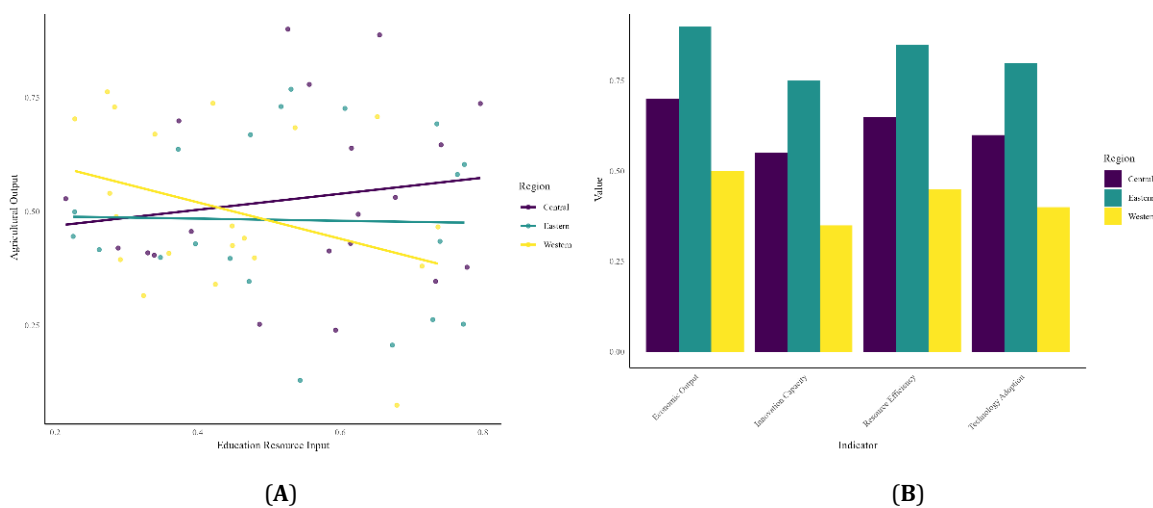 Agricultural Output
0.75
0.50
0.25
0.2
0.4
0.6
0.8
Education Resource Input
Region
Central
Eastern
Western
(A)
Value
0.75
0.50
0.25
0.00
Economic Output
Innovation Capacity
Resource Efficiency
Technology Adoption
Indicator
Region
Central
Eastern
Western
(B)